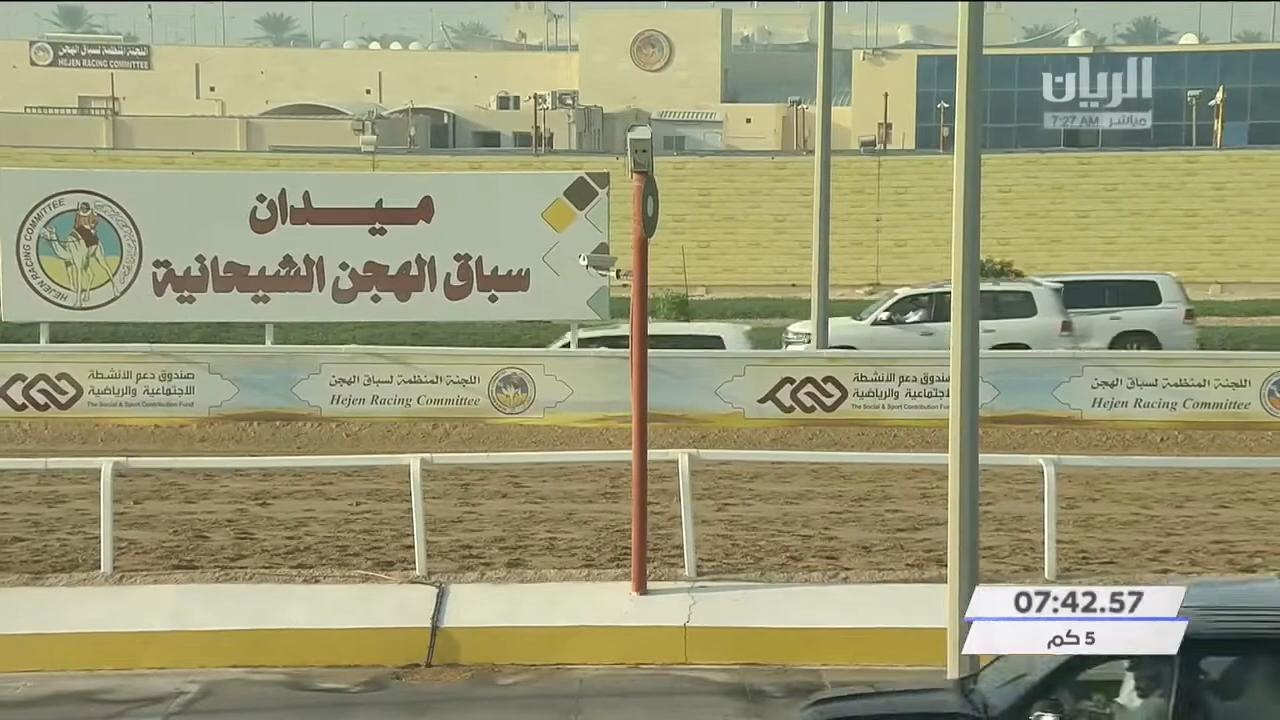 اللجنة المنظمة لسباق الهجن
HEJEN RACING COMMITTEE
الريان
مباشر 7:27 AM
ميدان
سباق الهجن الشيحانية
HEJEN RACING COMMITTEE
صندوق دعم الأنشطة
الاجتماعية والرياضية
The Social & Sport Contribution Fund
اللجنة المنظمة لسباق الهجن
Hejen Racing Committee
صندوق دعم الأنشطة
الاجتماعية والرياضية
The Social & Sport Contribution
اللجنة المنظمة لسباق الهجن
Hejen Racing Committee
07:42.57
5 كم